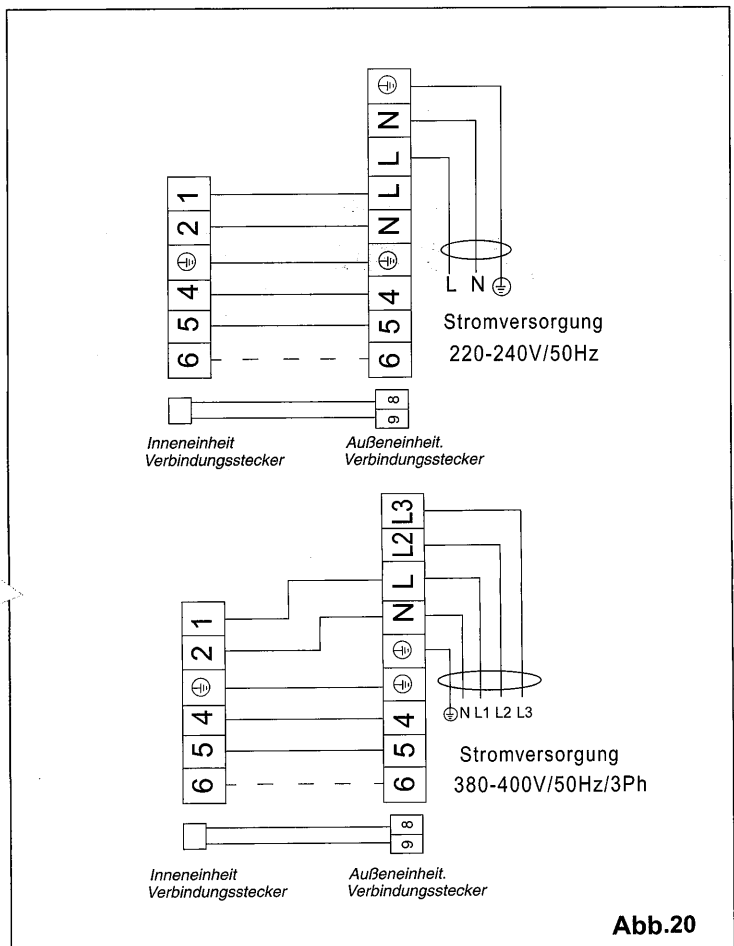 N
L
1 L
2 N
4 4
5 5
6 6
L N
Stromversorgung
220-240V/50Hz
8
9
Inneneinheit
Verbindungsstecker
Außeneinheit.
Verbindungsstecker
L3
L2
L
1 N
2
4 4
5 5
6 6
N L1 L2 L3
Stromversorgung
380-400V/50Hz/3Ph
8
9
Inneneinheit
Verbindungsstecker
Außeneinheit.
Verbindungsstecker
Abb.20